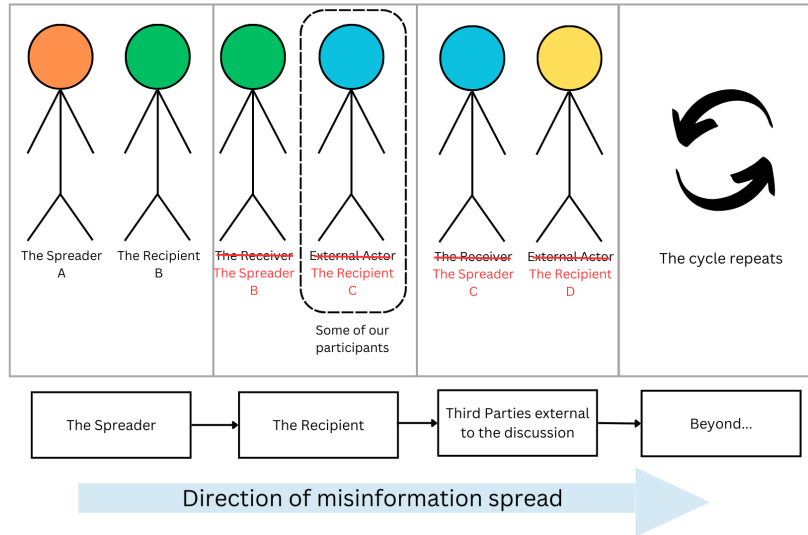 The Spreader
A
The Recipient
B
The Receiver
The Spreader
B
External Actor
The Recipient
C
Some of our
participants
The Receiver
The Spreader
C
External Actor
The Recipient
D
The cycle repeats
The Spreader
The Recipient
Third Parties external
to the discussion
Beyond...
Direction of misinformation spread